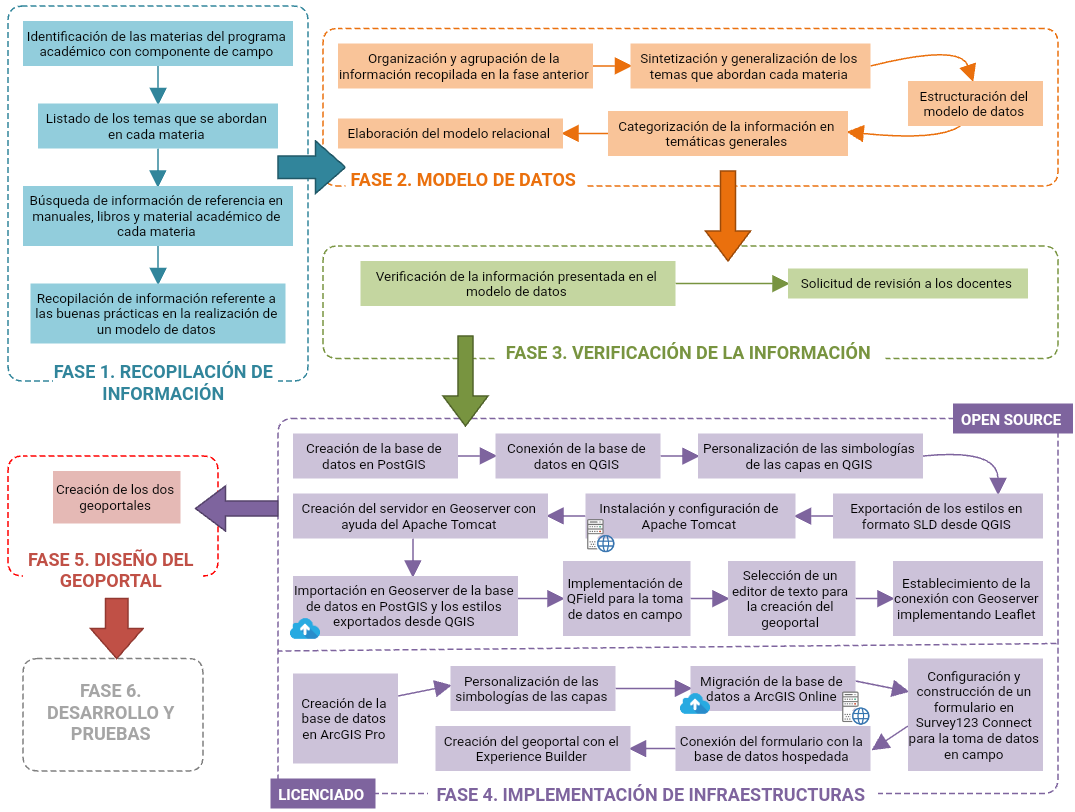 Identificación de las materias del programa
académico con componente de campo
Listado de los temas que se abordan
en cada materia
Búsqueda de información de referencia en
manuales, libros y material académico de
cada materia
Recopilación de información referente a
las buenas prácticas en la realización de
un modelo de datos
FASE 1. RECOPILACIÓN DE
INFORMACIÓN
Organización y agrupación de la
información recopilada en la fase anterior
Sintetización y generalización de los
temas que abordan cada materia
Estructuración del
modelo de datos
Categorización de la información en
temáticas generales
Elaboración del modelo relacional
FASE 2. MODELO DE DATOS
Verificación de la información presentada en el
modelo de datos
Solicitud de revisión a los docentes
FASE 3. VERIFICACIÓN DE LA INFORMACIÓN
OPEN SOURCE
Creación de la base de
datos en PostGIS
Conexión de la base de
datos en QGIS
Personalización de las simbologías
de las capas en QGIS
Exportación de los estilos en
formato SLD desde QGIS
Instalación y configuración de
Apache Tomcat
Creación del servidor en Geoserver con
ayuda del Apache Tomcat
Importación en Geoserver de la base
de datos en PostGIS y los estilos
exportados desde QGIS
Implementación de
QField para la toma
de datos en campo
Selección de un
editor de texto para
la creación del
geoportal
Establecimiento de la
conexión con Geoserver
implementando Leaflet
Creación de la
base de datos
en ArcGIS Pro
Personalización de las
simbologías de las capas
Migración de la base de
datos a ArcGIS Online
Configuración y
construcción de un
formulario en
Survey123 Connect
para la toma de datos
en campo
Conexión del formulario con la
base de datos hospedada
Creación del geoportal con el
Experience Builder
LICENCIADO
FASE 4. IMPLEMENTACIÓN DE INFRAESTRUCTURAS
Creación de los dos
geoportales
FASE 5. DISEÑO DEL
GEOPORTAL
FASE 6.
DESARROLLO Y
PRUEBAS